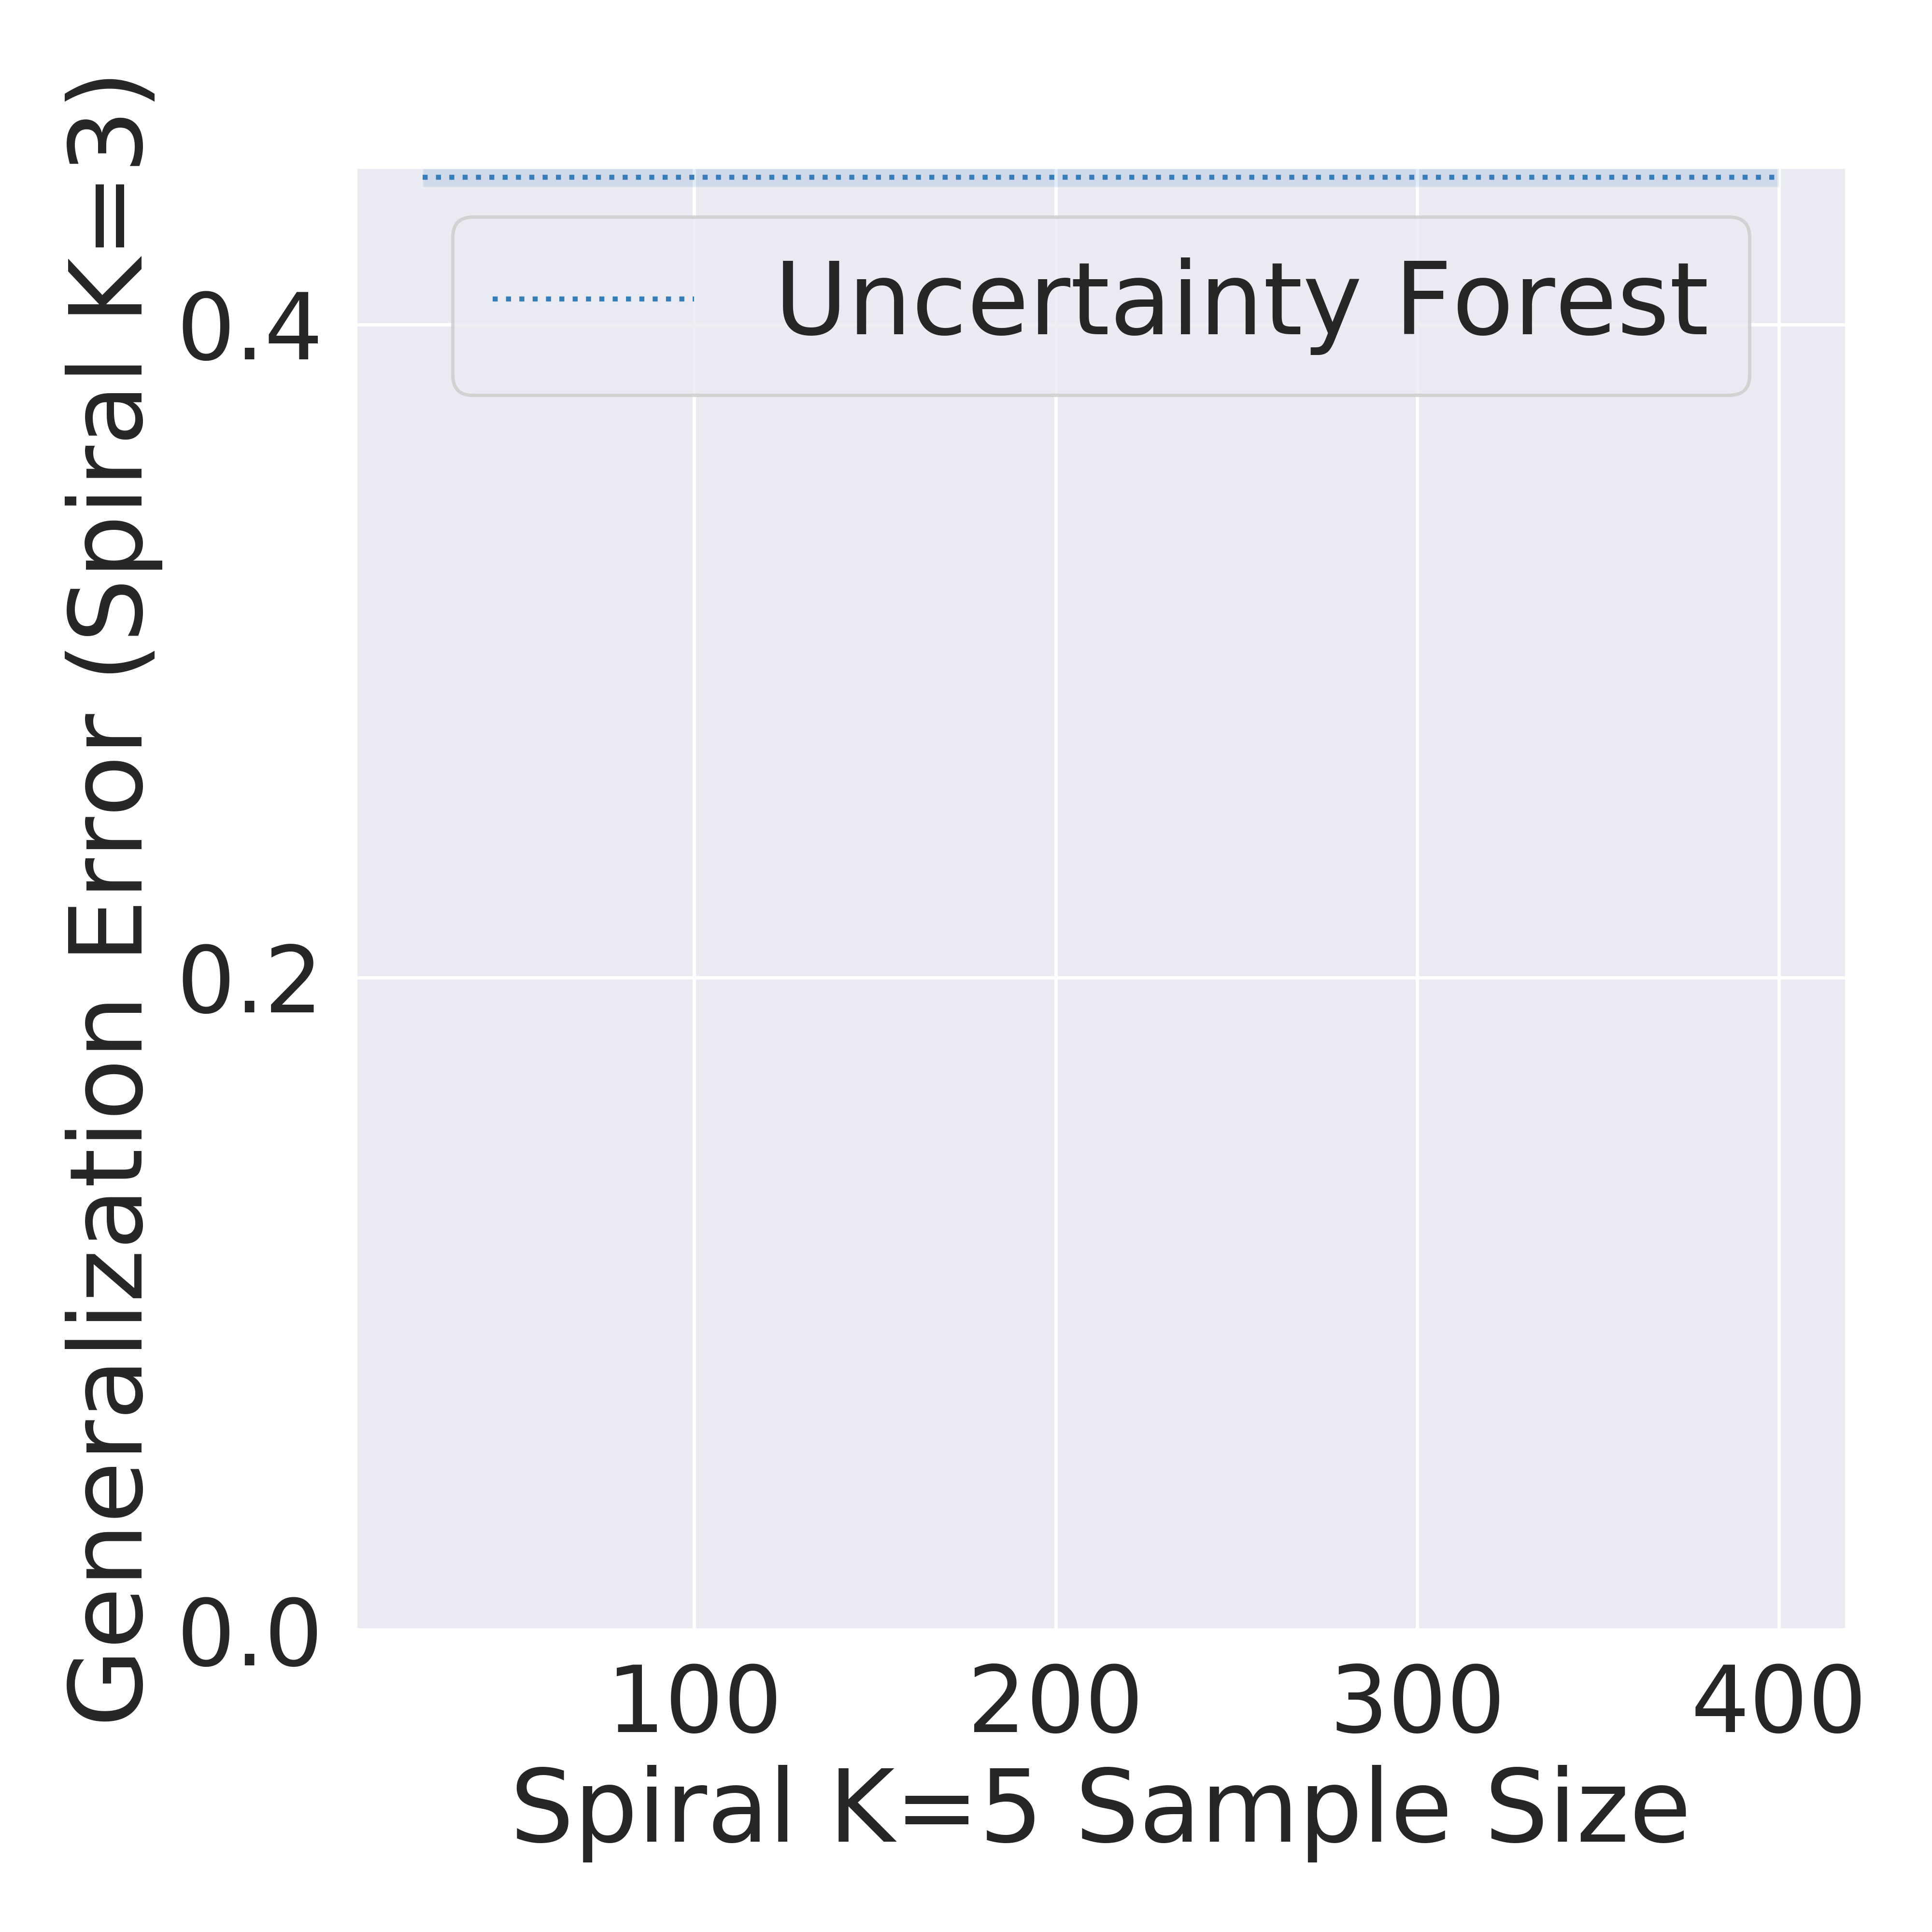 Generalization Error (Spiral K=3)
Uncertainty Forest
0.4
0.2
0.0
100 200 300 400
Spiral K=5 Sample Size